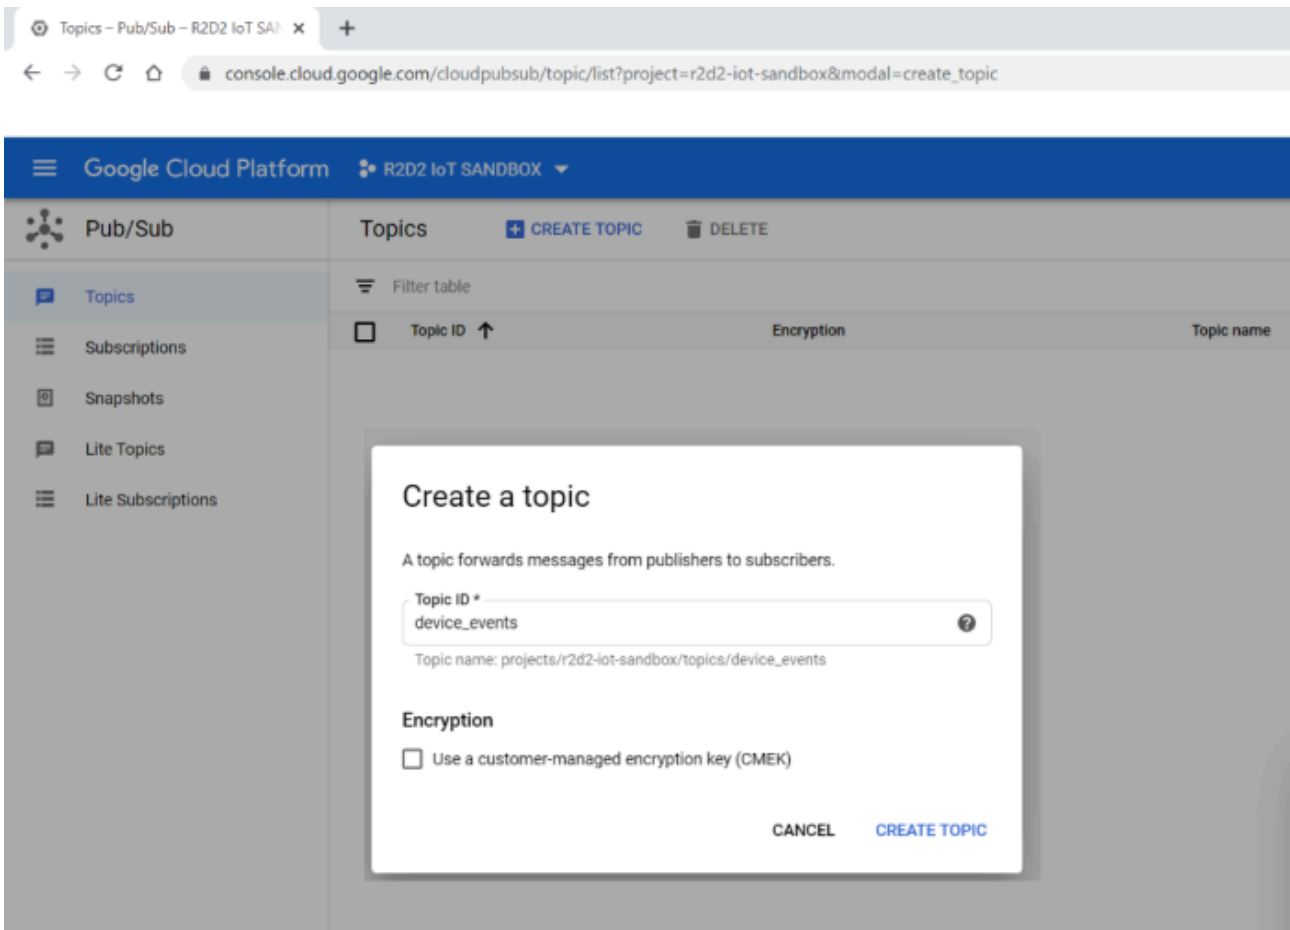 Topics – Pub/Sub – R2D2 IoT SAN
console.cloud.google.com/cloudpubsub/topic/list?project=r2d2-iot-sandbox&modal=create_topic
Google Cloud Platform R2D2 IoT SANDBOX
Pub/Sub Topics CREATE TOPIC DELETE
Topics
Subscriptions
Snapshots
Lite Topics
Lite Subscriptions
Filter table
Topic ID Encryption Topic name
Create a topic
A topic forwards messages from publishers to subscribers.
Topic ID *
device_events
Topic name: projects/r2d2-iot-sandbox/topics/device_events
Encryption
Use a customer-managed encryption key (CMEK)
CANCEL CREATE TOPIC